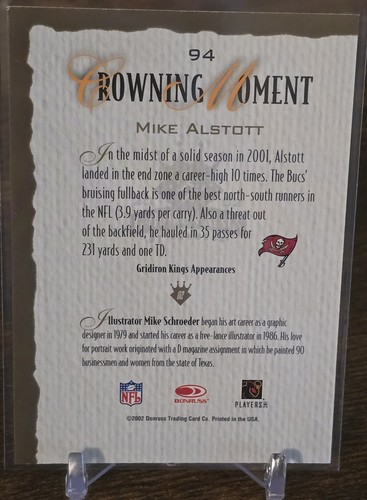 94
CROWNING MOMENT
MIKE ALSTOTT
In the midst of a solid season in 2001, Alstott
landed in the end zone a career-high 10 times. The Bucs'
bruising fullback is one of the best north-south runners in
the NFL (3.9 yards per carry). Also a threat out
of the backfield, he hauled in 35 passes for
231 yards and one TD.
Gridiron Kings Appearances
02
Illustrator Mike Schroeder began his art career as a graphic
designer in 1979 and started his career as a free-lance illustrator in 1986. His love
for portrait work originated with a D magazine assignment in which he painted 90
businessmen and women from the state of Texas.
NFL
DONRUSS
PLAYERS INC
©2002 Donruss Trading Card Co. Printed in the USA.